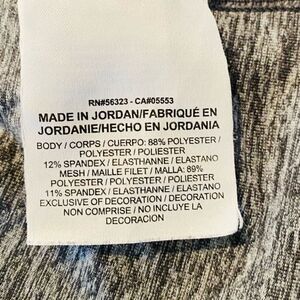 RN#56323 - CA#05553
MADE IN JORDAN/FABRIQUÉ EN
JORDANIE/HECHO EN JORDANIA
BODY / CORPS / CUERPO: 88% POLYESTER /
POLYESTER / POLIESTER
12% SPANDEX / ELASTHANNE / ELASTANO
MESH / MAILLE FILET / MALLA: 89%
POLYESTER / POLYESTER / POLIESTER
11% SPANDEX / ELASTHANNE / ELASTANO
EXCLUSIVE OF DECORATION / DECORATION
NON COMPRISE / NO INCLUYE LA
DECORACION